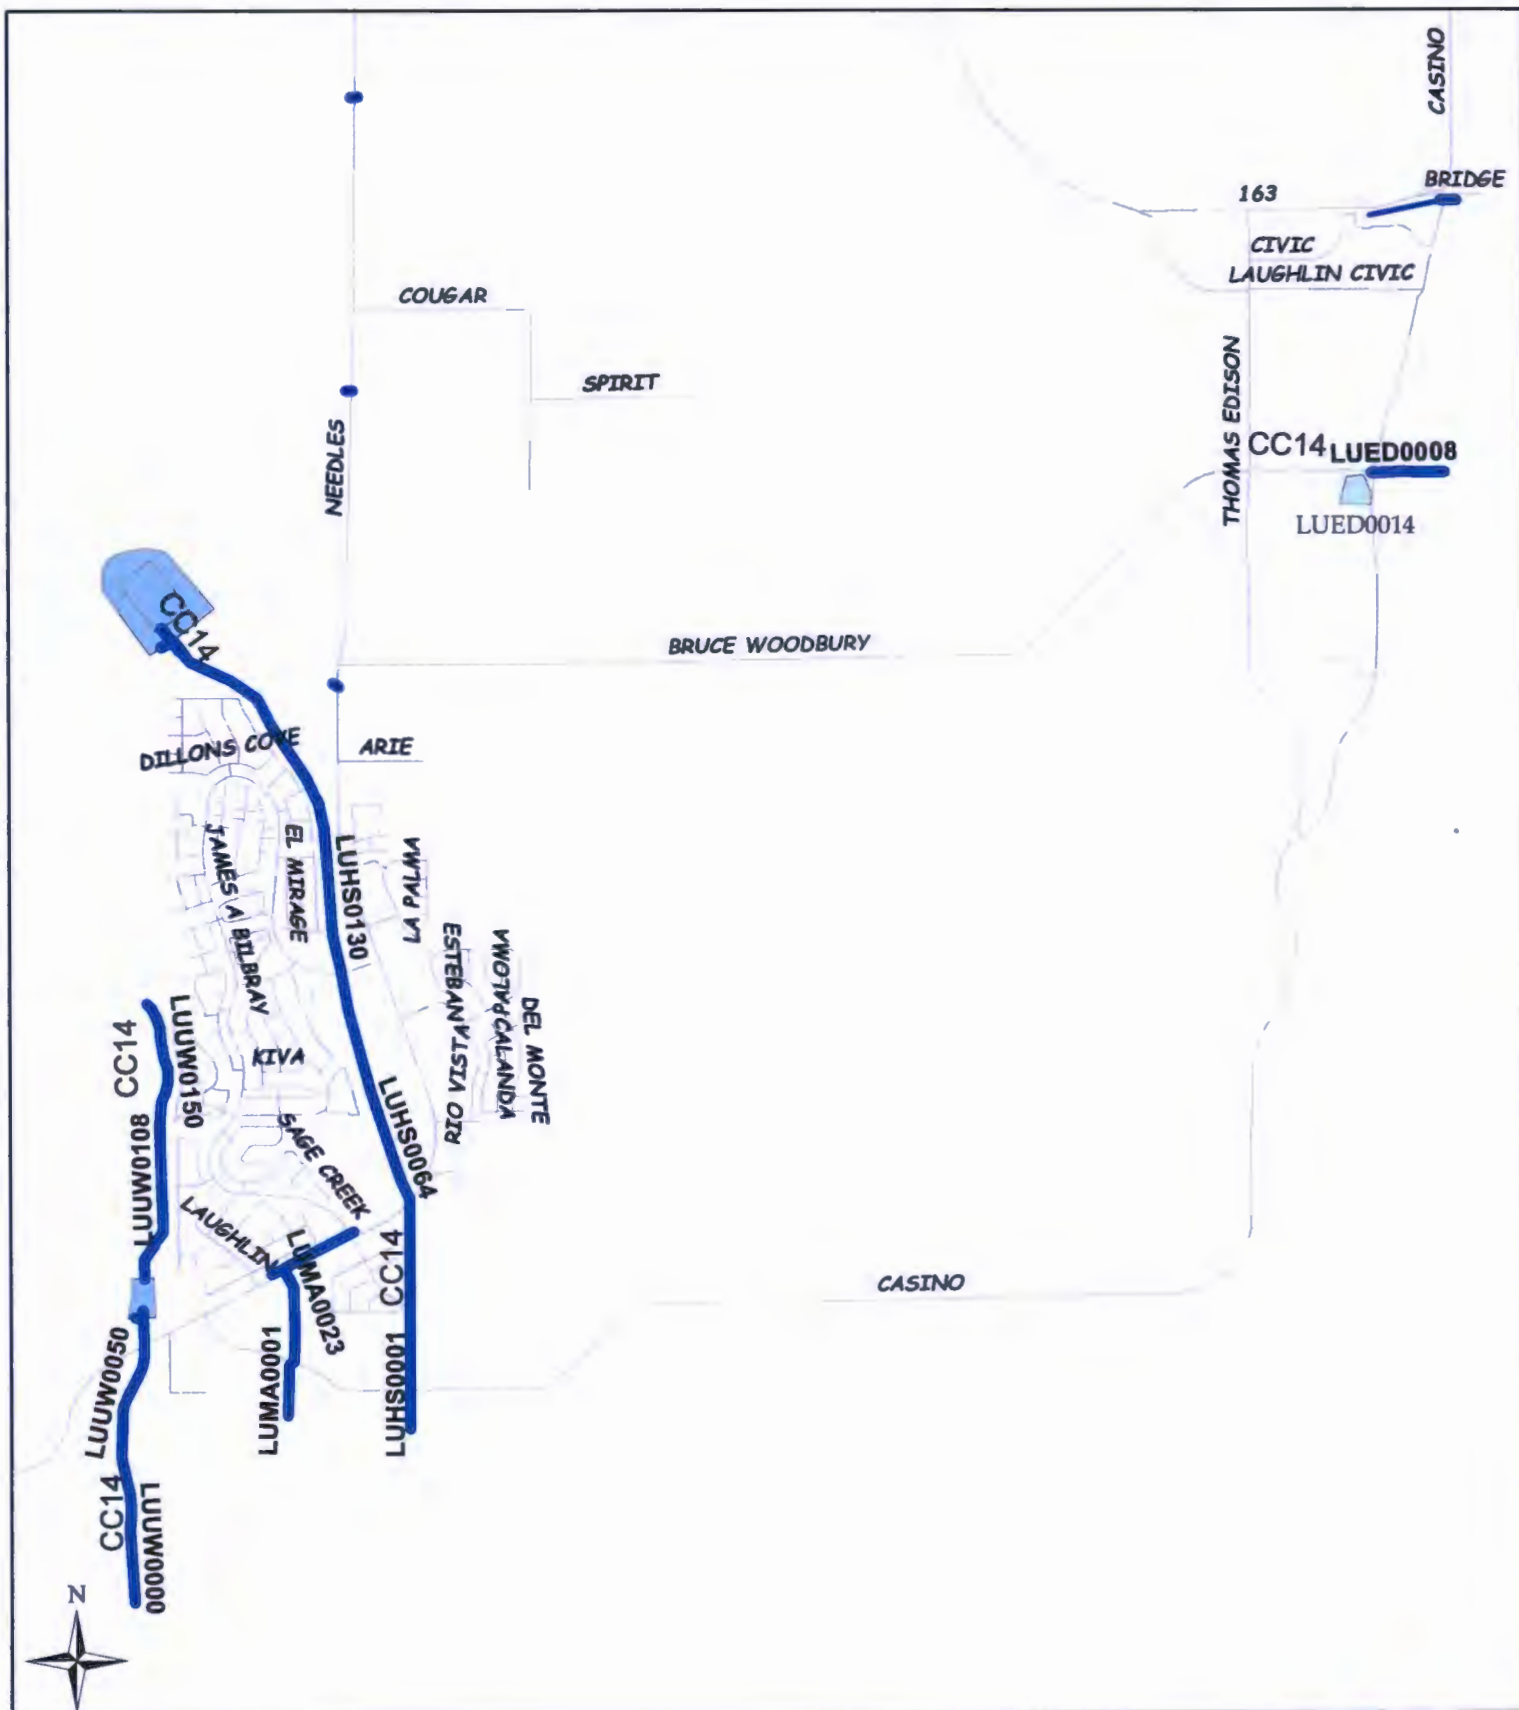 CASINO
BRIDGE
163
CIVIC
LAUGHLIN CIVIC
COUGAR
SPIRIT
THOMAS EDISON
NEEDLES
CC14
LUED0008
LUED0014
CC14
BRUCE WOODBURY
DILLONS COVE
ARIE
JAMES A BILBRAY
EL MIRAGE
LUHS0130
LA PALMA
ESTEBAN
VISTA
RIO
PALOMA
CALANDA
DEL MONTE
CC14
LUUW0150
KIVA
LUUW0108
SAGE CREEK
LUHS0064
LAUGHLIN
LUMA0023
CC14
CASINO
LUUW0050
LUMA0001
LUHS0001
CC14
LUUW0000
N